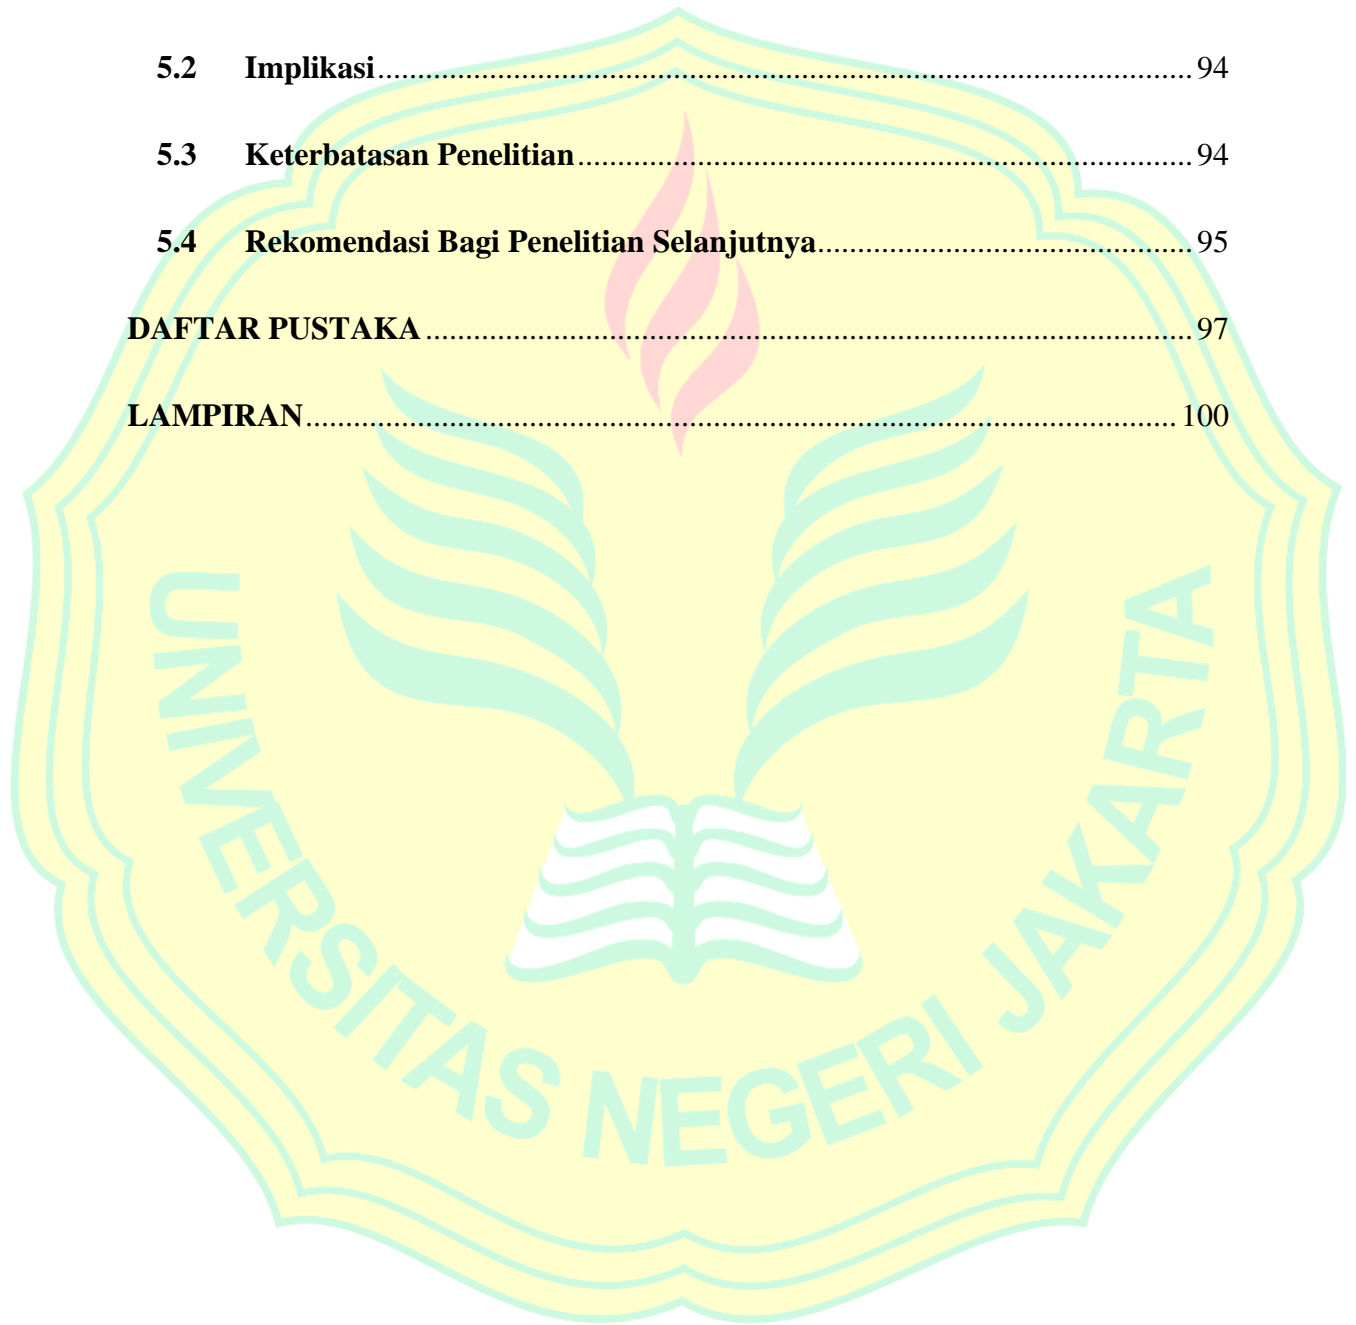 5.2 Implikasi.......... 94
5.3 Keterbatasan Penelitian.......... 94
5.4 Rekomendasi Bagi Penelitian Selanjutnya.......... 95
DAFTAR PUSTAKA.......... 97
LAMPIRAN.......... 100
UNIVERSITAS NEGERI JAKARTA